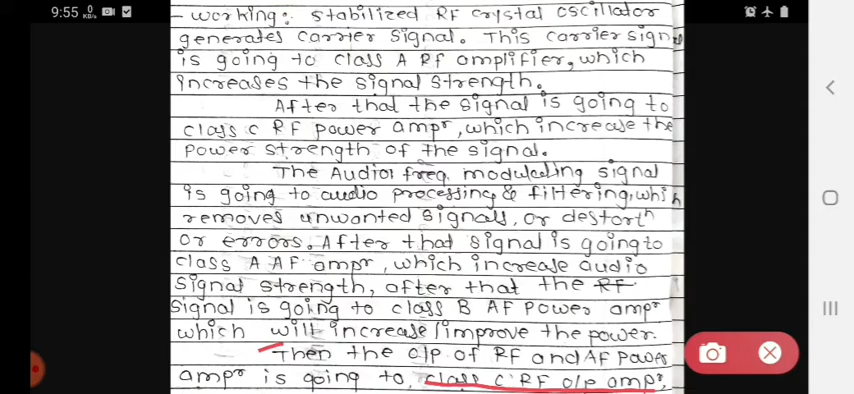 9:55 0 KB/s
- working: stabilized RF crystal oscillator
generates carrier signal. This carrier sign
is going to class A RF amplifier, which
increases the signal strength.
After that the signal is going to
class C RF power ampr, which increase the
power strength of the signal.
The Audio freq. modulating signal
is going to audio processing & filtering, whi
removes unwanted signals, or destortn
or errors. After that signal is going to
class A AF ampr, which increase audio
signal strength, after that the RF
signal is going to class B AF power ampr
which will increase/improve the power.
Then the o/p of RF and AF power
ampr is going to, class C RF o/p ampr,